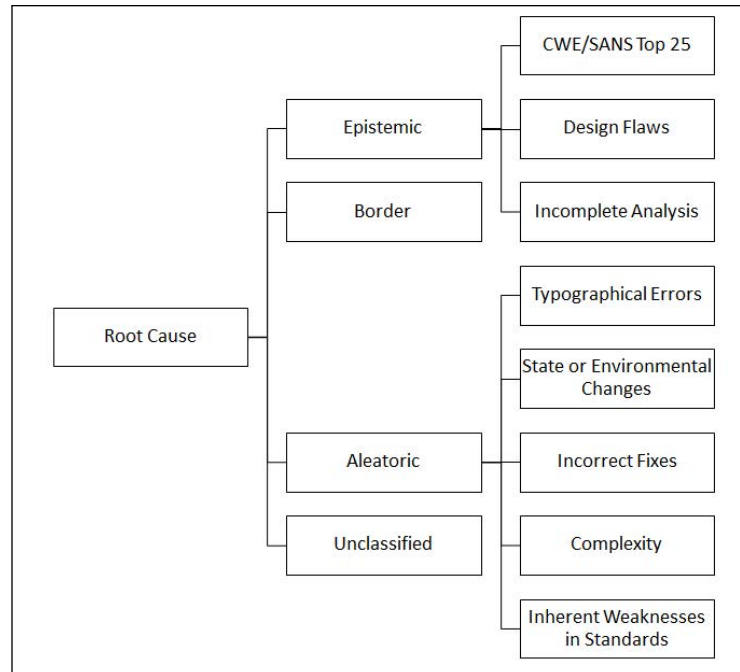 CWE/SANS Top 25
Epistemic
Design Flaws
Border
Incomplete Analysis
Typographical Errors
Root Cause
State or Environmental
Changes
Aleatoric
Incorrect Fixes
Unclassified
Complexity
Inherent Weaknesses
in Standards